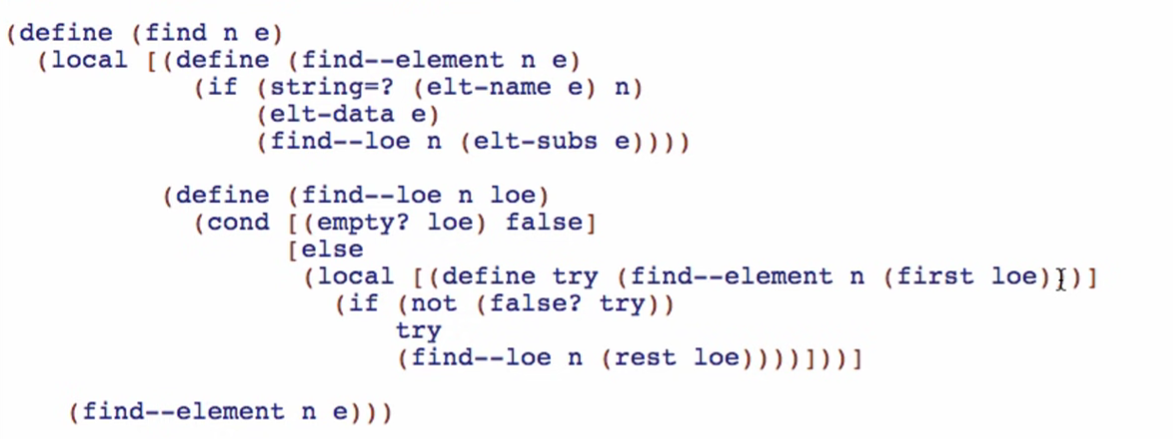 (define (find n e)
  (local [(define (find--element n e)
            (if (string=? (elt-name e) n)
                (elt-data e)
                (find--loe n (elt-subs e))))

          (define (find--loe n loe)
            (cond [(empty? loe) false]
                  [else
                   (local [(define try (find--element n (first loe)))]
                     (if (not (false? try))
                         try
                         (find--loe n (rest loe))))]))]

    (find--element n e)))